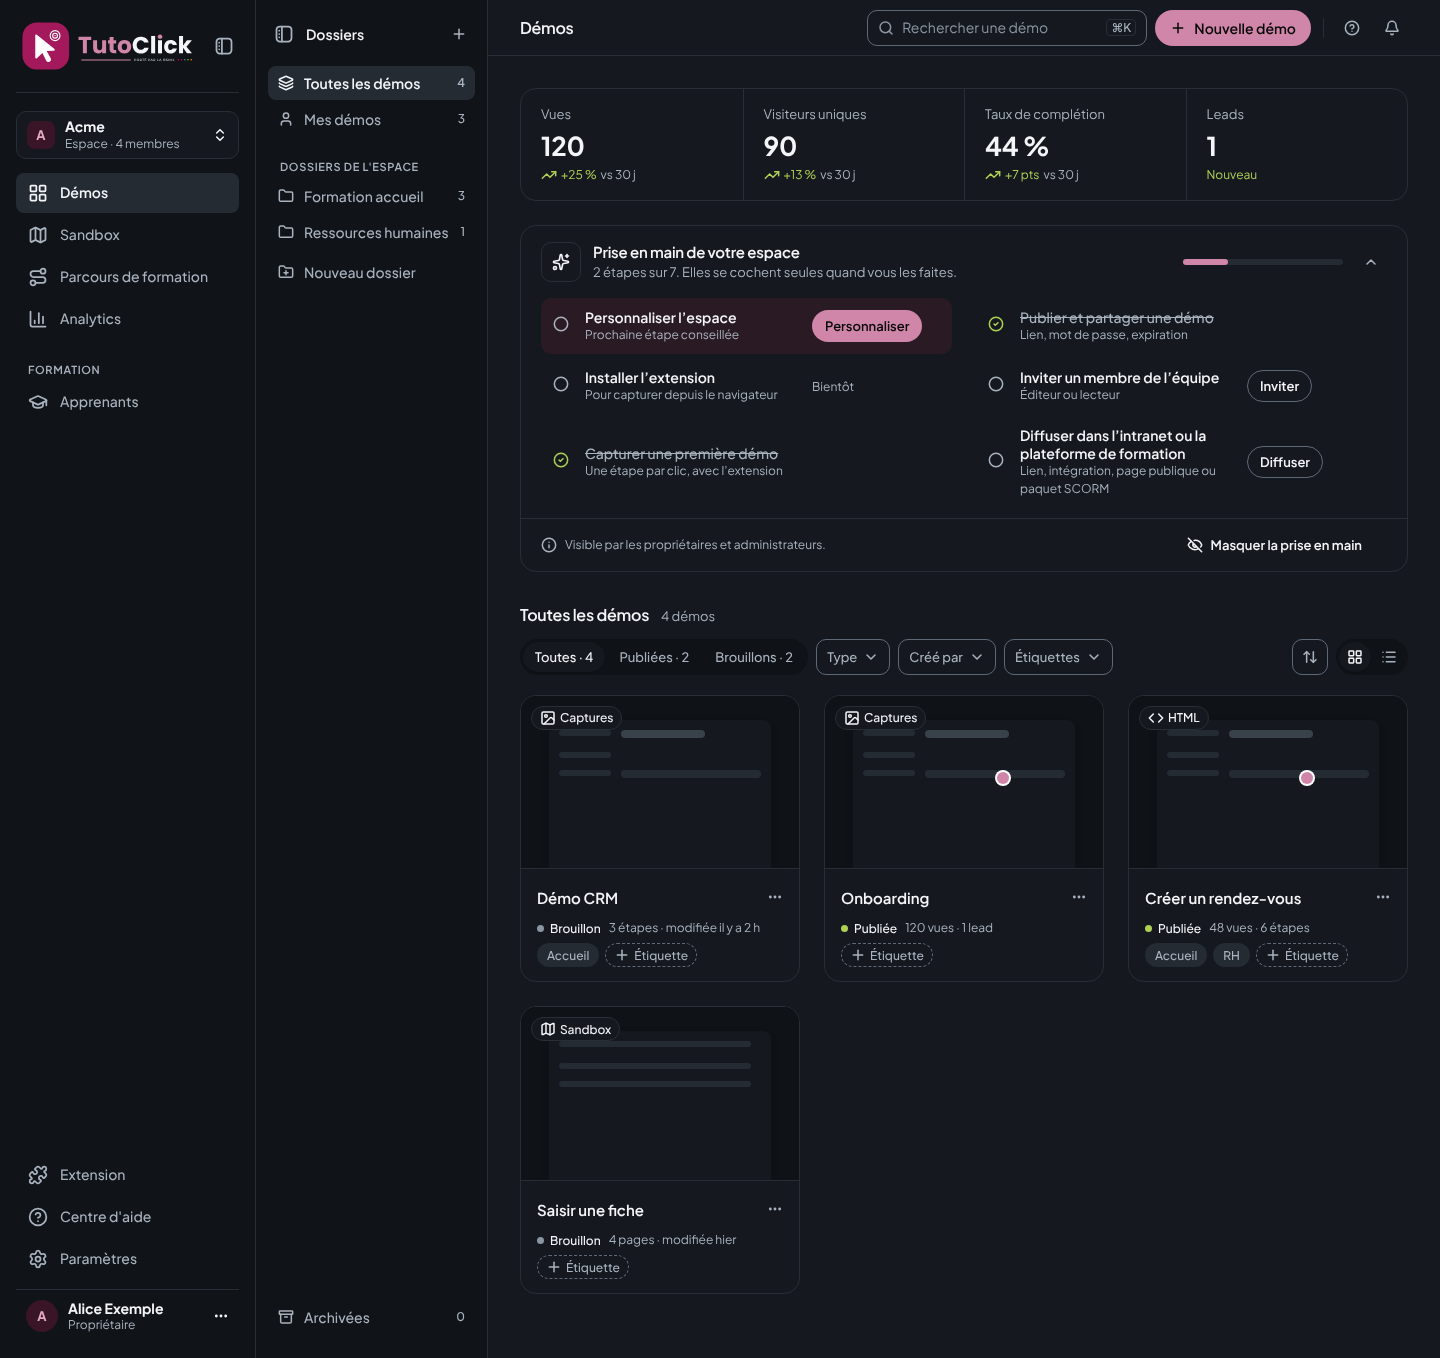 TutoClick
Acme
Espace · 4 membres
A
Démos
Sandbox
Parcours de formation
Analytics
FORMATION
Apprenants
Extension
Centre d'aide
Paramètres
A
Alice Exemple
Propriétaire
Dossiers
Toutes les démos 4
Mes démos 3
DOSSIERS DE L'ESPACE
Formation accueil 3
Ressources humaines 1
Nouveau dossier
Archivées 0
Démos
Rechercher une démo ⌘K
Nouvelle démo
Vues
120
+25 % vs 30 j
Visiteurs uniques
90
+13 % vs 30 j
Taux de complétion
44 %
+7 pts vs 30 j
Leads
1
Nouveau
Prise en main de votre espace
2 étapes sur 7. Elles se cochent seules quand vous les faites.
Personnaliser l’espace
Prochaine étape conseillée
Personnaliser
Publier et partager une démo
Lien, mot de passe, expiration
Installer l’extension
Pour capturer depuis le navigateur
Bientôt
Inviter un membre de l’équipe
Éditeur ou lecteur
Inviter
Capturer une première démo
Une étape par clic, avec l’extension
Diffuser dans l’intranet ou la
plateforme de formation
Lien, intégration, page publique ou
paquet SCORM
Diffuser
Visible par les propriétaires et administrateurs.
Masquer la prise en main
Toutes les démos 4 démos
Toutes · 4 Publiées · 2 Brouillons · 2 Type Créé par Étiquettes
Captures
Démo CRM
Brouillon 3 étapes · modifiée il y a 2 h
Accueil Étiquette
Captures
Onboarding
Publiée 120 vues · 1 lead
Étiquette
HTML
Créer un rendez-vous
Publiée 48 vues · 6 étapes
Accueil RH Étiquette
Sandbox
Saisir une fiche
Brouillon 4 pages · modifiée hier
Étiquette